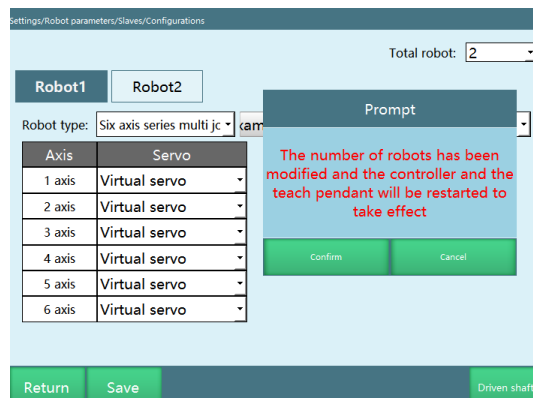 Settings/Robot parameters/Slaves/Configurations
Total robot: 2
Robot1 Robot2
Robot type: Six axis series multi jc
Prompt
The number of robots has been
modified and the controller and the
teach pendant will be restarted to
take effect
Confirm Cancel
Axis Servo
1 axis Virtual servo
2 axis Virtual servo
3 axis Virtual servo
4 axis Virtual servo
5 axis Virtual servo
6 axis Virtual servo
Return Save Driven shaft